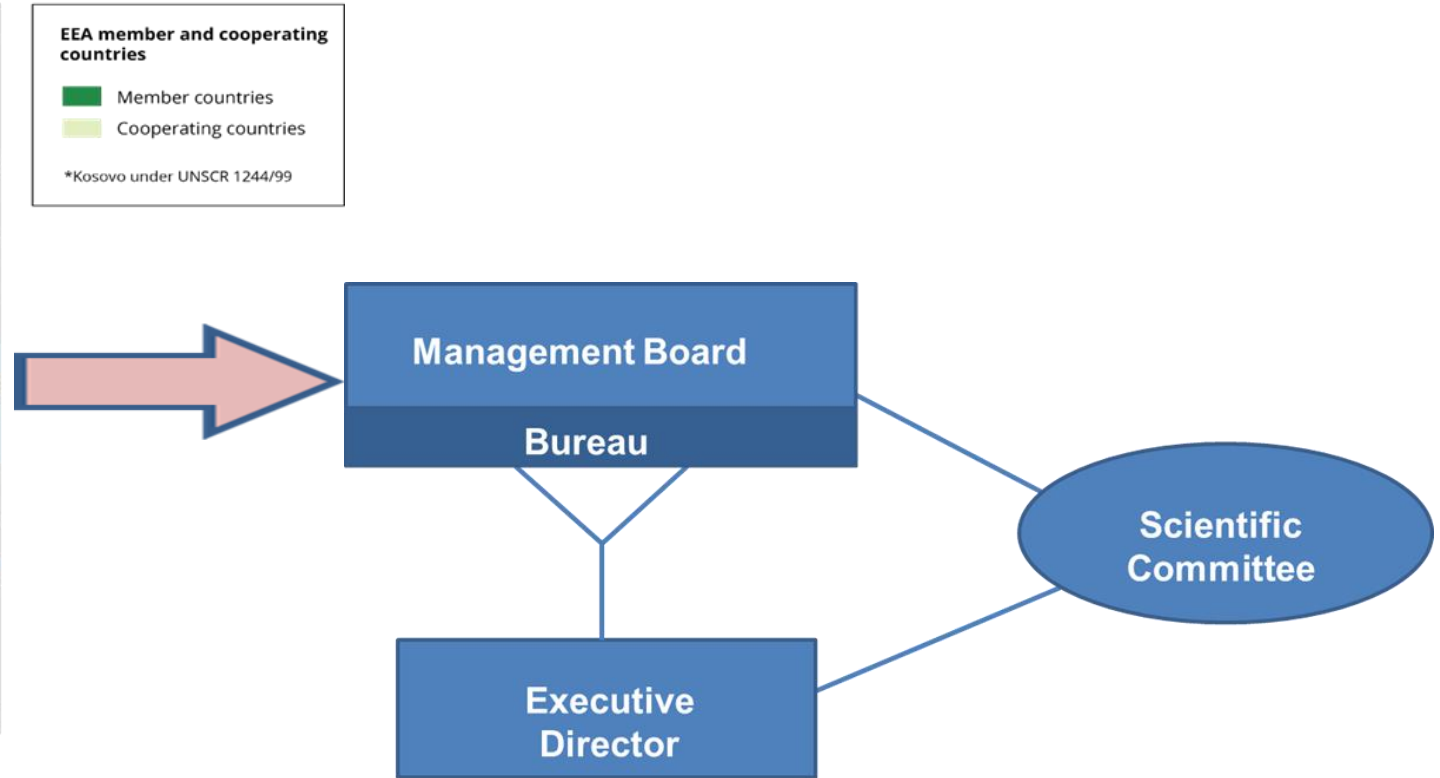 EEA member and cooperating
countries
Member countries
Cooperating countries
*Kosovo under UNSCR 1244/99
Management Board
Bureau
Scientific
Committee
Executive
Director